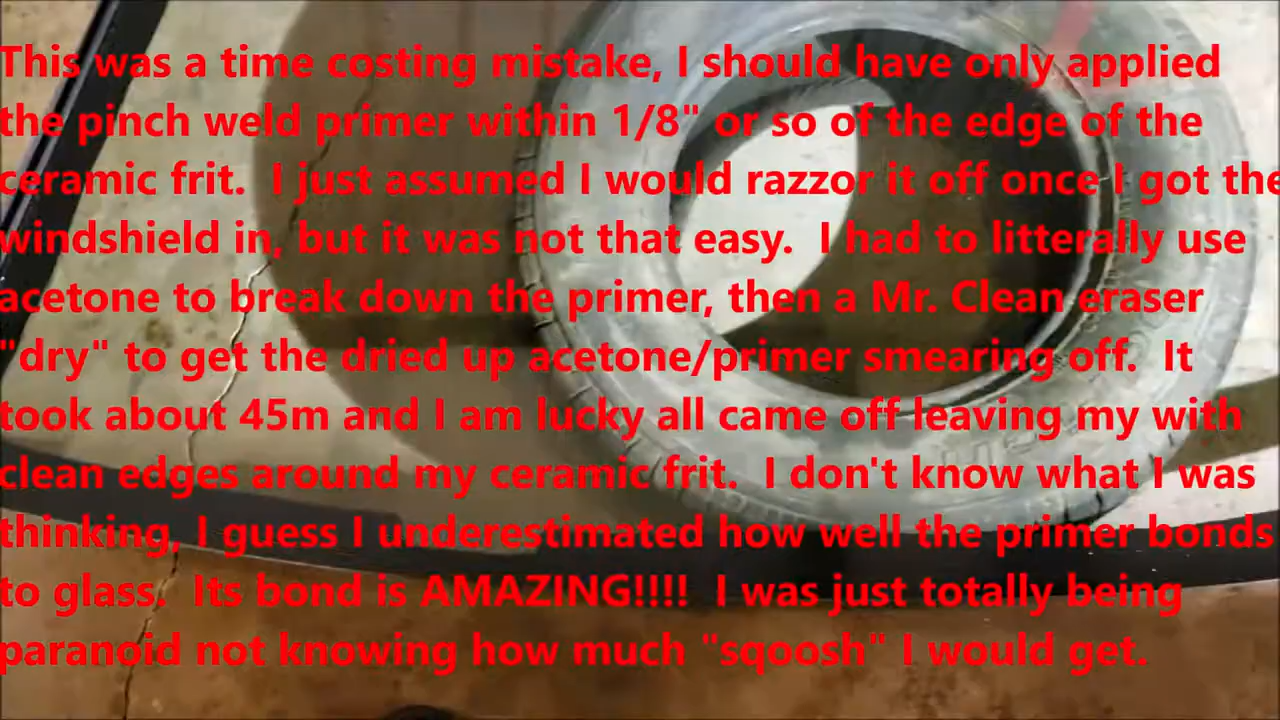 This was a time costing mistake, I should have only applied
the pinch weld primer within 1/8" or so of the edge of the
ceramic frit.  I just assumed I would razzor it off once I got the
windshield in, but it was not that easy.  I had to litterally use
acetone to break down the primer, then a Mr. Clean eraser
"dry" to get the dried up acetone/primer smearing off.  It
took about 45m and I am lucky all came off leaving my with
clean edges around my ceramic frit.  I don't know what I was
thinking, I guess I underestimated how well the primer bonds
to glass.  Its bond is AMAZING!!!!  I was just totally being
paranoid not knowing how much "sqoosh" I would get.